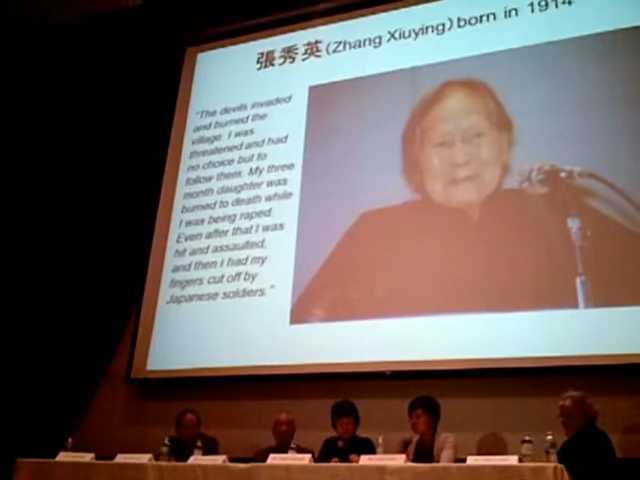 張秀英(Zhang Xiuying) born in 1914
"The devils invaded
and burned the
village. I was
threatened and had
no choice but to
follow them. My three
month daughter was
burned to death while
I was being raped.
Even after that I was
hit and assaulted,
and then I had my
fingers cut off by
Japanese soldiers."